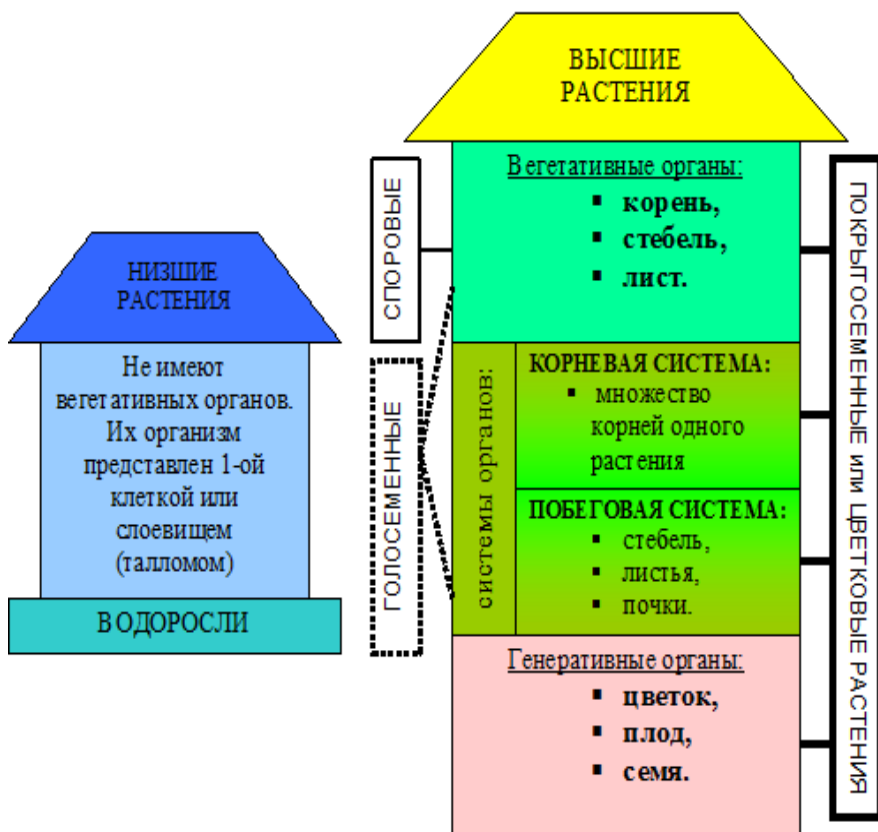 НИЗШИЕ
РАСТЕНИЯ
Не имеют
вегетативных органов.
Их организм
представлен 1-ой
клеткой или
слоевищем
(талломом)
ВОДОРОСЛИ
СПОРОВЫЕ
ГОЛОСЕМЕННЫЕ
ВЫСШИЕ
РАСТЕНИЯ
Вегетативные органы:
▪ корень,
▪ стебель,
▪ лист.
системы органов:
КОРНЕВАЯ СИСТЕМА:
▪ множество
корней одного
растения
ПОБЕГОВАЯ СИСТЕМА:
▪ стебель,
▪ листья,
▪ почки.
Генеративные органы:
▪ цветок,
▪ плод,
▪ семя.
ПОКРЫТОСЕМЕННЫЕ или ЦВЕТКОВЫЕ РАСТЕНИЯ